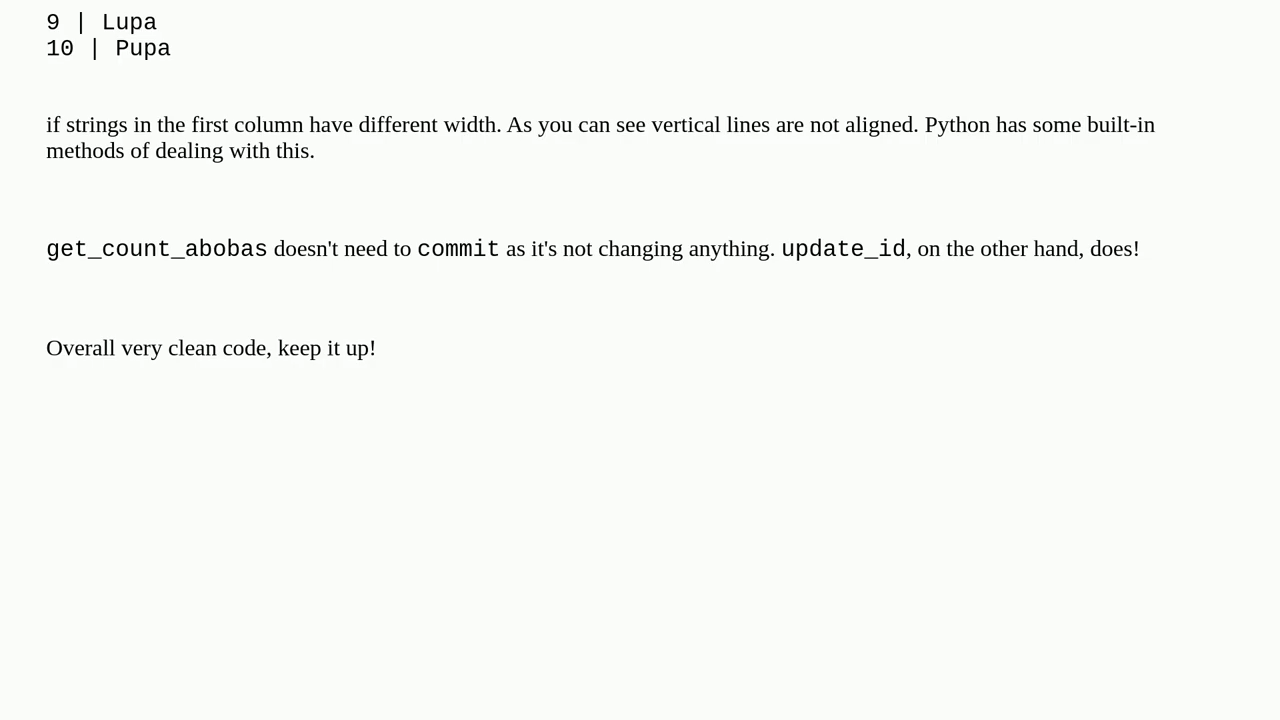 9 | Lupa
10 | Pupa
if strings in the first column have different width. As you can see vertical lines are not aligned. Python has some built-in
methods of dealing with this.
get_count_abobas doesn't need to commit as it's not changing anything. update_id, on the other hand, does!
Overall very clean code, keep it up!